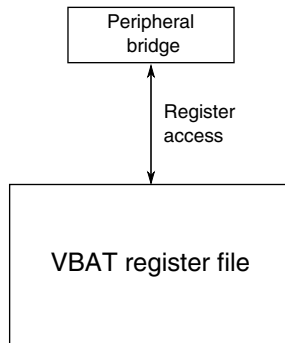 Peripheral
bridge
Register
access
VBAT register file